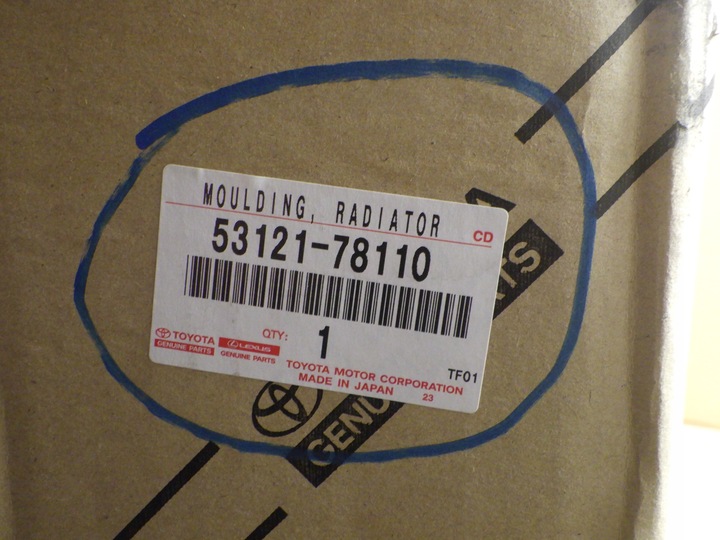 MOULDING, RADIATOR
CD
53121-78110
TOYOTA
GENUINE PARTS
LEXUS
GENUINE PARTS
QTY:
1
TOYOTA MOTOR CORPORATION
MADE IN JAPAN
23
TF01